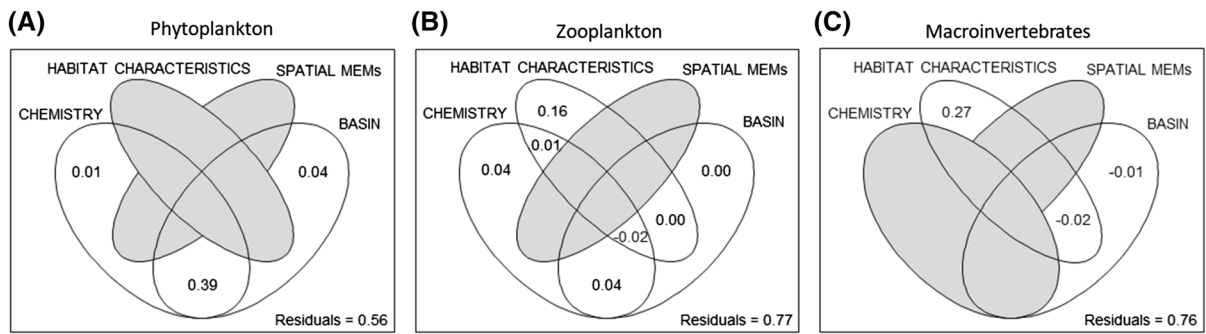 (A)
Phytoplankton
HABITAT CHARACTERISTICS
SPATIAL MEMs
CHEMISTRY
BASIN
0.01
0.04
0.39
Residuals = 0.56
(B)
Zooplankton
HABITAT CHARACTERISTICS
SPATIAL MEMs
CHEMISTRY
BASIN
0.16
0.01
0.04
0.00
0.00
-0.02
0.04
Residuals = 0.77
(C)
Macroinvertebrates
HABITAT CHARACTERISTICS
SPATIAL MEMs
CHEMISTRY
BASIN
0.27
-0.01
-0.02
Residuals = 0.76